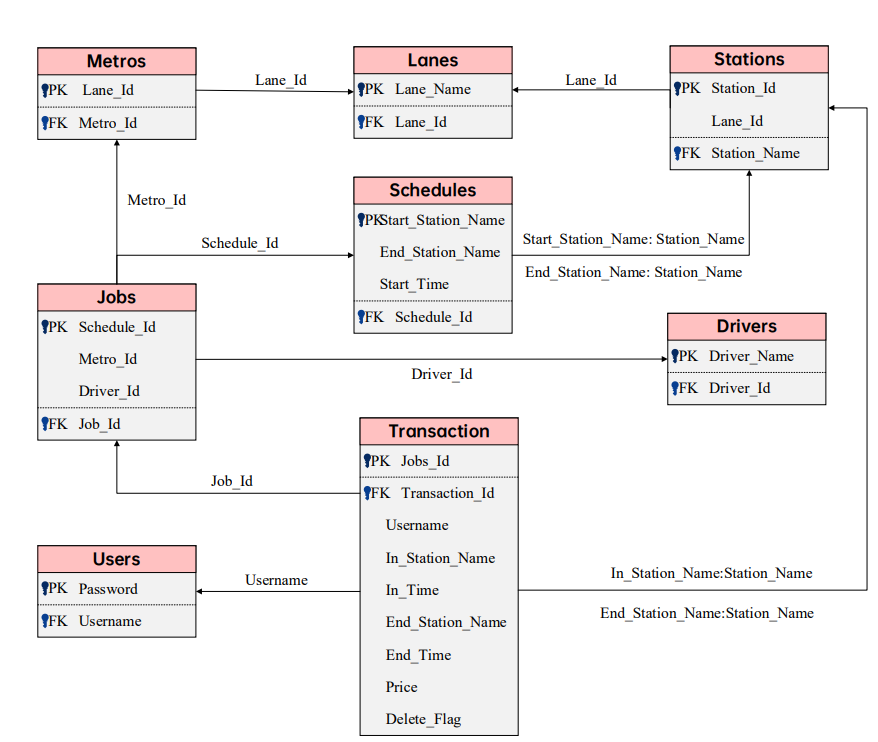 Metros
PK Lane_Id
FK Metro_Id
Lane_Id
Lanes
PK Lane_Name
FK Lane_Id
Lane_Id
Stations
PK Station_Id
Lane_Id
FK Station_Name
Metro_Id
Schedule_Id
Schedules
PKStart_Station_Name
End_Station_Name
Start_Time
FK Schedule_Id
Start_Station_Name: Station_Name
End_Station_Name: Station_Name
Jobs
PK Schedule_Id
Metro_Id
Driver_Id
FK Job_Id
Driver_Id
Drivers
PK Driver_Name
FK Driver_Id
Job_Id
Transaction
PK Jobs_Id
FK Transaction_Id
Username
In_Station_Name
In_Time
End_Station_Name
End_Time
Price
Delete_Flag
Users
PK Password
FK Username
Username
In_Station_Name:Station_Name
End_Station_Name:Station_Name